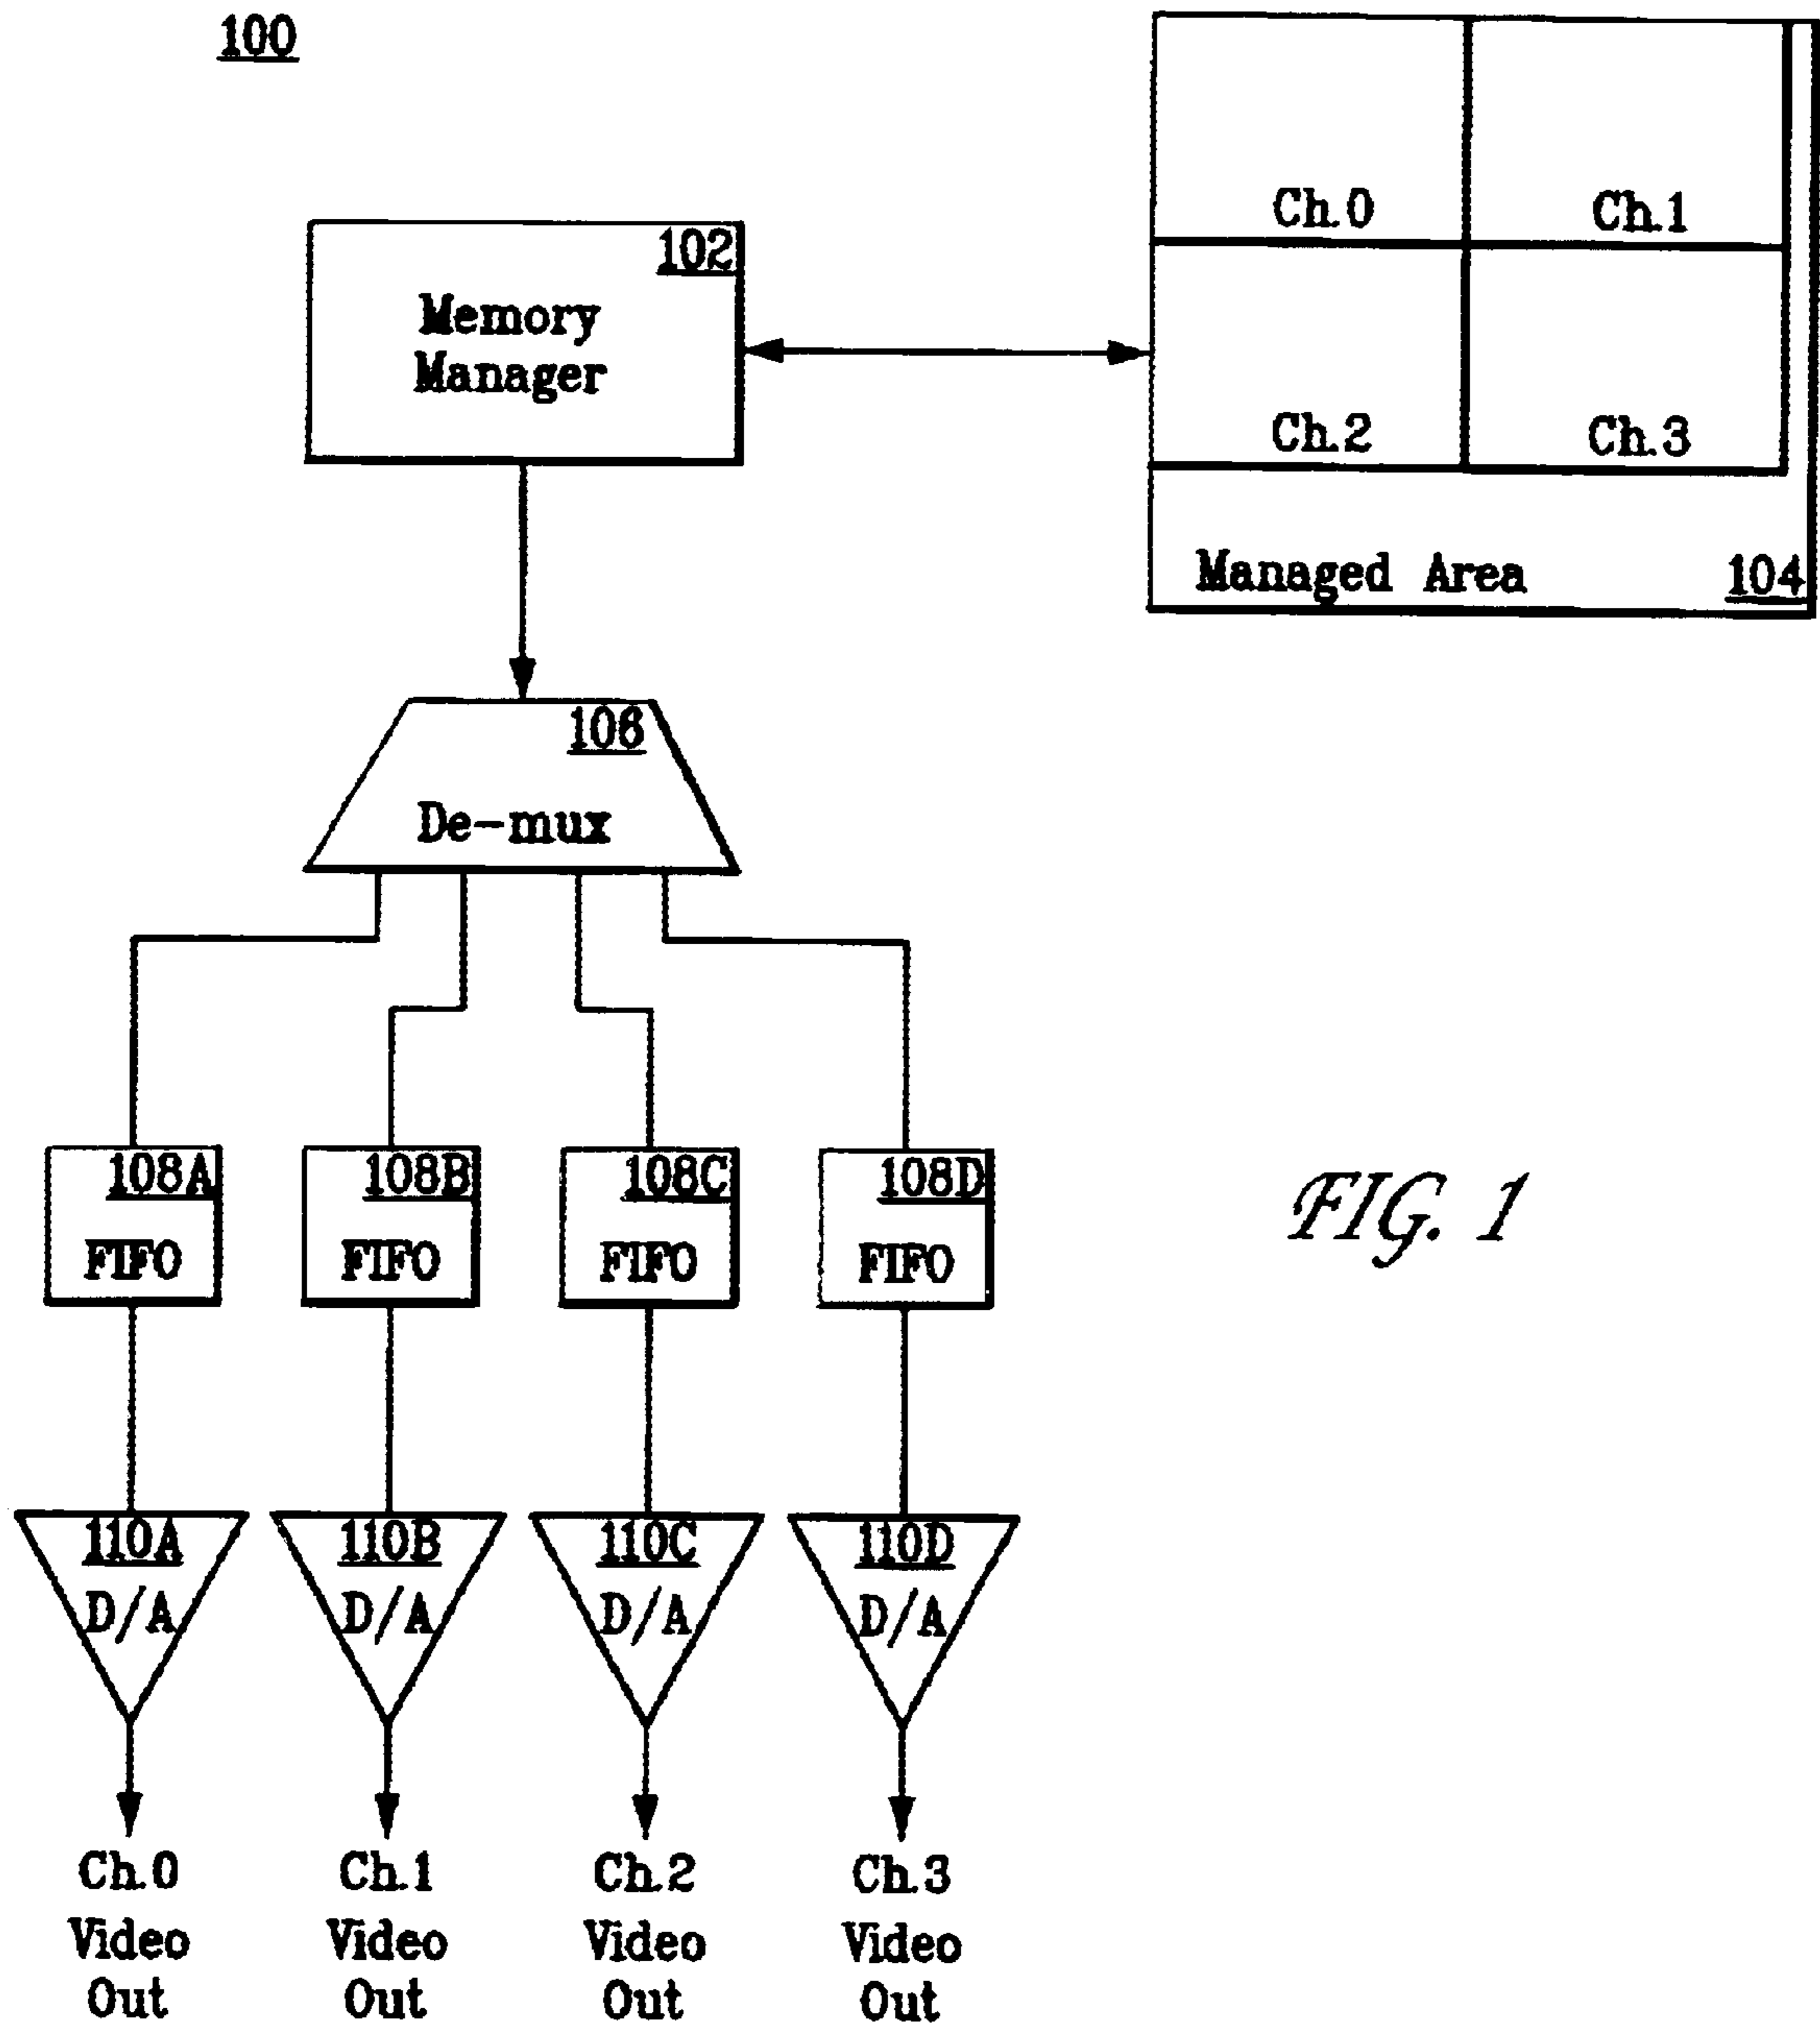 100
Ch.0
Ch.1
102
Memory
Manager
Ch.2
Ch.3
Managed Area
104
106
De-mux
108A
FIFO
108B
FIFO
108C
FIFO
108D
FIFO
FIG. 1
110A
D/A
110B
D/A
110C
D/A
110D
D/A
Ch.0
Video
Out
Ch.1
Video
Out
Ch.2
Video
Out
Ch.3
Video
Out